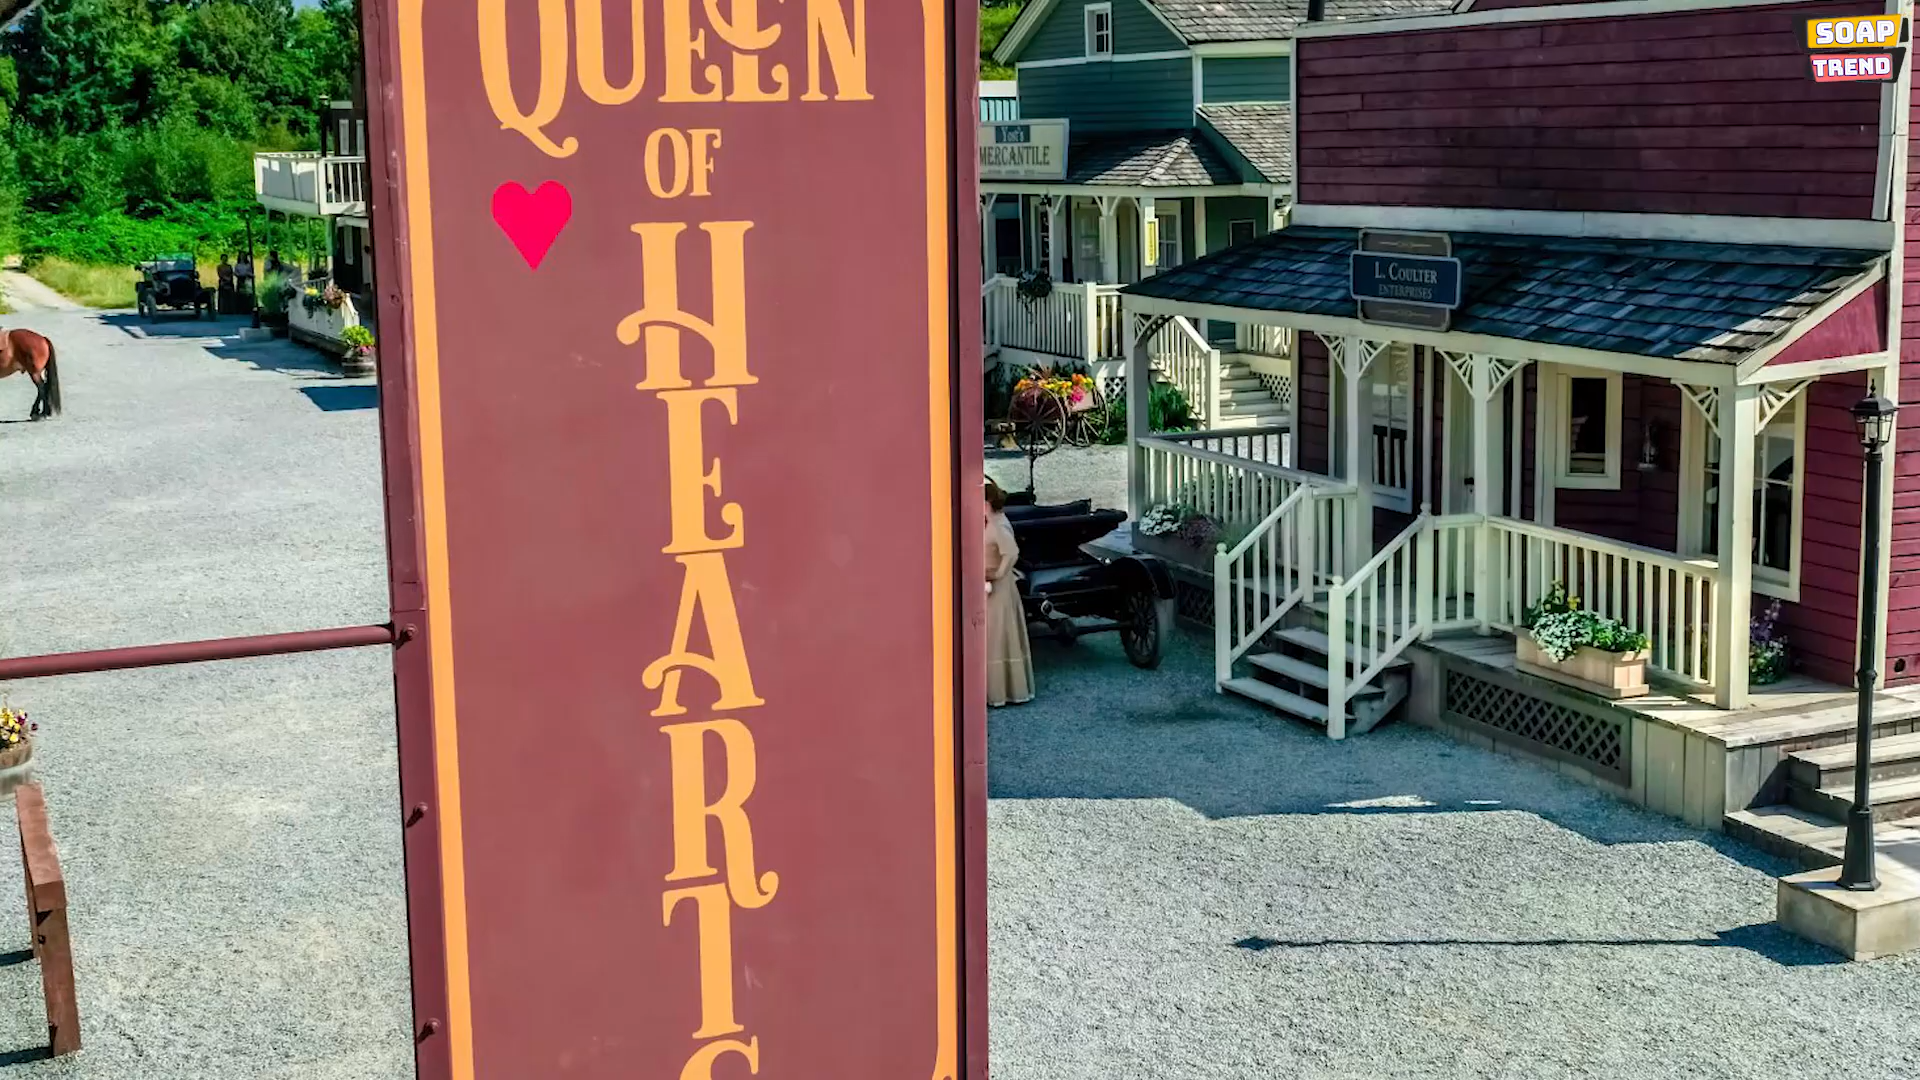 QUEEN
OF
HEARTS
Yost's
MERCANTILE
L. COULTER
ENTERPRISES
SOAP
TREND